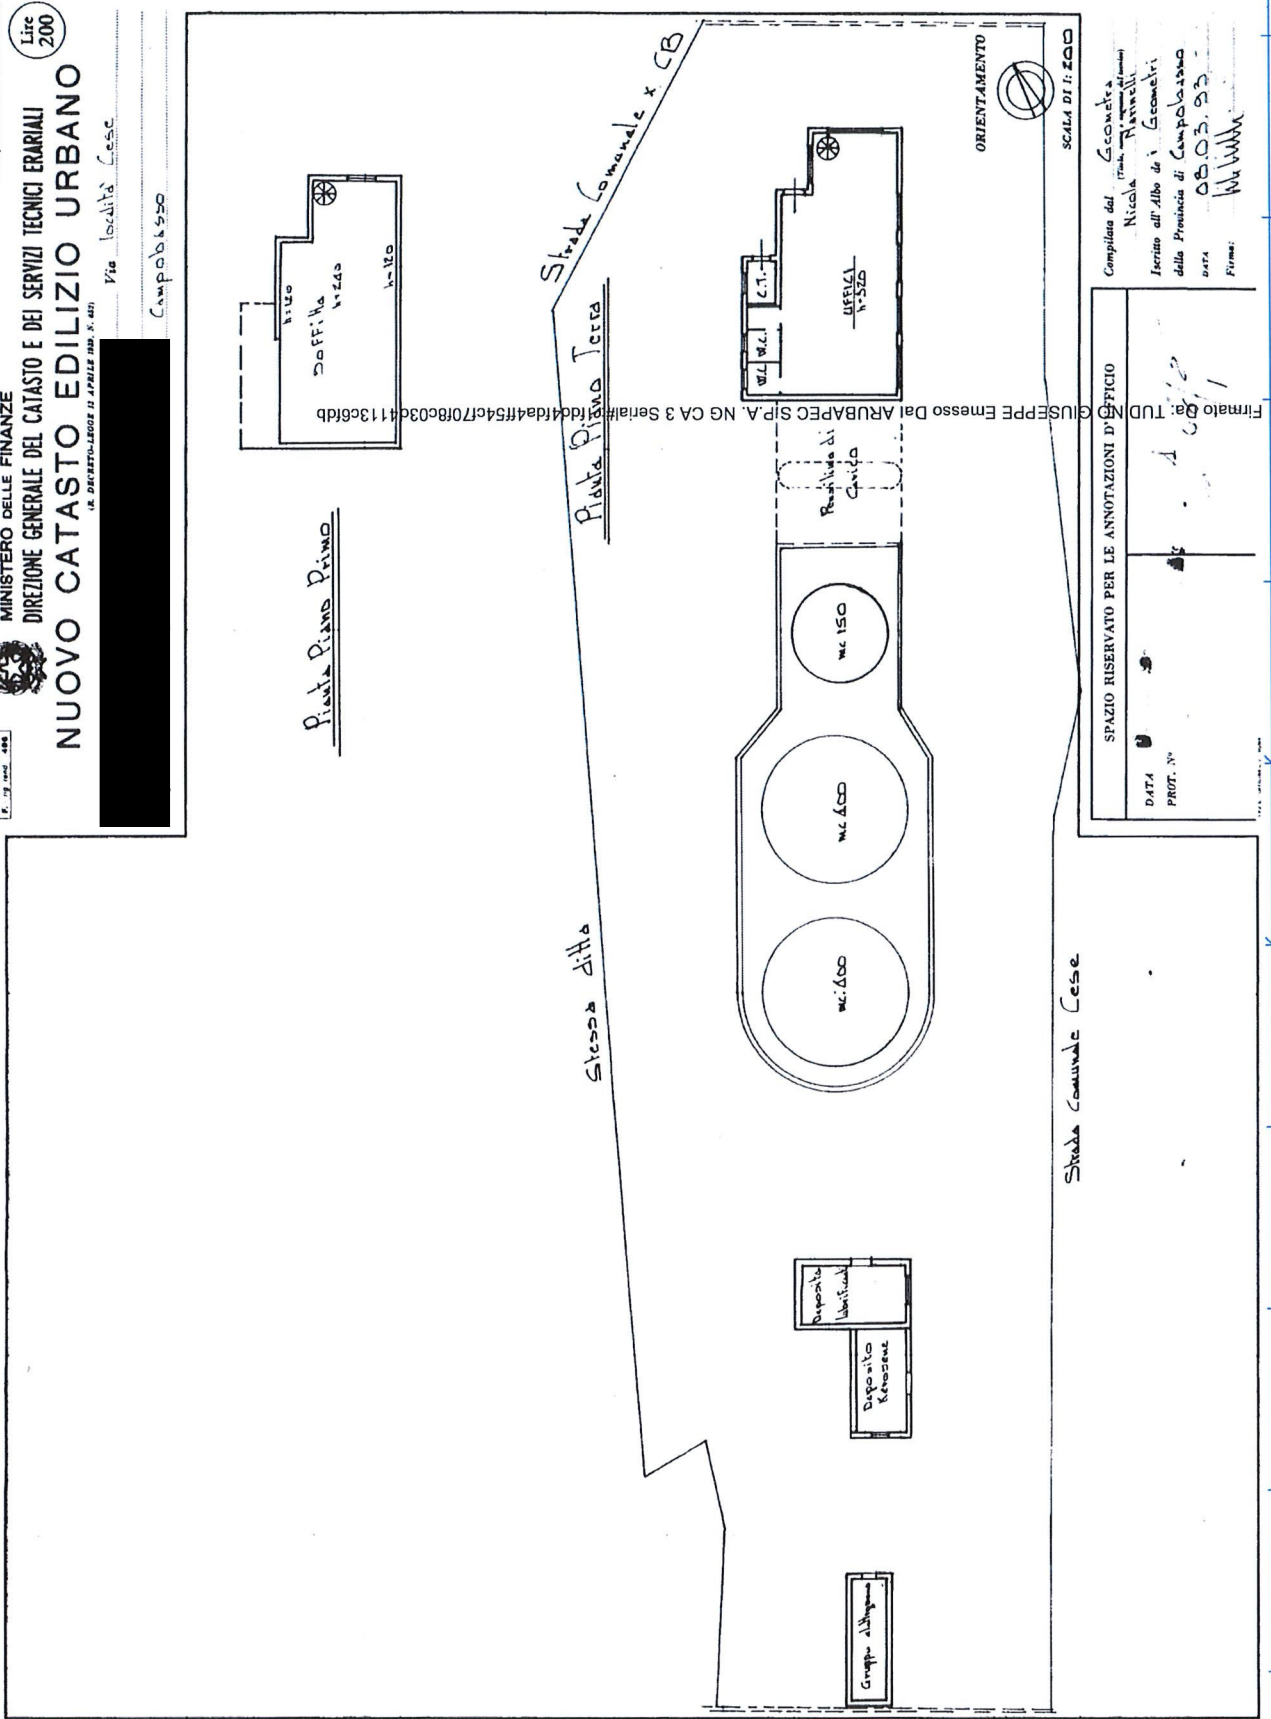 Lire
200
MINISTERO DELLE FINANZE
DIREZIONE GENERALE DEL CATASTO E DEI SERVIZI TECNICI ERARIALI
NUOVO CATASTO EDILIZIO URBANO
(R. DECRETO-LEGGE 13 APRILE 1939, N. 652)
Via località Cese
Campobasso
h=120
Soffitta
h=240
h=120
Pianta Piano Primo
Strada Comunale x CB
Pianta Piano Terra
W.C. W.C. C.T.
UFFICI
h=320
Pensilina di
Carico
mc 150
mc 400
mc 400
Stessa ditta
Strada Comunale Cese
Deposito
lubrificanti
Deposito
Kerosene
Gruppo elettrogeno
ORIENTAMENTO
SCALA DI 1:200
Compilata dal Geometra
Nicola Marinelli
Iscritto all'Albo dei Geometri
della Provincia di Campobasso
DATA 08.03.93
Firma:
SPAZIO RISERVATO PER LE ANNOTAZIONI D'UFFICIO
DATA
PROT. N°
Firmato Da: TUDINO GIUSEPPE Emesso Da: ARUBAPEC S.P.A. NG CA 3 Serial#: